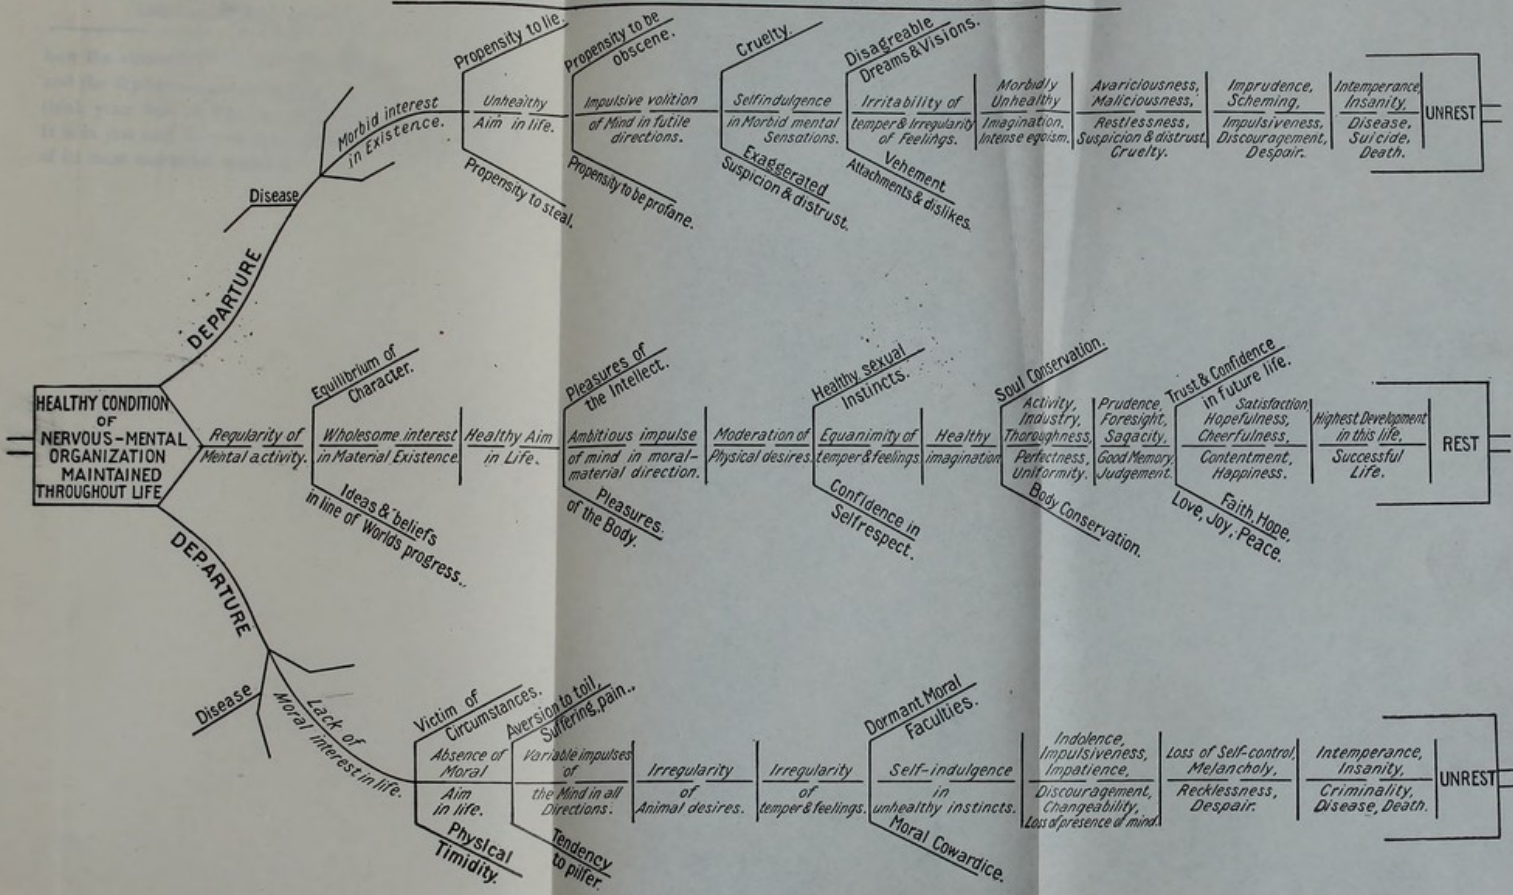 Propensity to lie.
Propensity to be
obscene.
Cruelty.
Disagreable
Dreams & Visions.
Disease
DEPARTURE
Morbid interest
in Existence.
Unhealthy
Aim in life.
Impulsive volition
of Mind in futile
directions.
Selfindulgence
in Morbid mental
Sensations.
Irritability of
temper & Irregularity
of Feelings.
Morbidly
Unhealthy
Imagination.
Intense egoism.
Avariciousness,
Maliciousness,
Restlessness,
Suspicion & distrust,
Cruelty.
Imprudence,
Scheming,
Impulsiveness,
Discouragement,
Despair.
Intemperance,
Insanity,
Disease,
Suicide,
Death.
UNREST
Propensity to steal.
Propensity to be profane.
Exaggerated
Suspicion & distrust.
Vehement
Attachments & dislikes.
HEALTHY CONDITION
OF
NERVOUS-MENTAL
ORGANIZATION
MAINTAINED
THROUGHOUT LIFE
Equilibrium of
Character.
Pleasures of
the Intellect.
Healthy sexual
Instincts.
Soul Conservation.
Trust & Confidence
in future life.
Regularity of
Mental activity.
Wholesome interest
in Material Existence
Healthy Aim
in Life.
Ambitious impulse
of mind in moral-
material direction.
Moderation of
Physical desires.
Equanimity of
temper & feelings
Healthy
imagination
Activity,
Industry,
Thoroughness,
Perfectness,
Uniformity.
Prudence,
Foresight,
Sagacity,
Good Memory,
Judgement.
Satisfaction,
Hopefulness,
Cheerfulness,
Contentment,
Happiness.
Highest Development
in this life,
Successful
Life.
REST
Ideas & beliefs
in line of Worlds progress..
Pleasures.
of the Body.
Confidence in
Selfrespect.
Body Conservation.
Faith, Hope.
Love, Joy, Peace.
DEPARTURE
Disease
Lack of
Moral interest in life.
Victim of
Circumstances.
Aversion to toil,
Suffering, pain..
Dormant Moral
Faculties.
Absence of
Moral
Aim
in life.
Variable impulses
of
the Mind in all
Directions.
Irregularity
of
Animal desires.
Irregularity
of
temper & feelings.
Self-indulgence
in
unhealthy instincts.
Indolence,
Impulsiveness,
Impatience,
Discouragement,
Changeability,
Loss of presence of mind.
Loss of Self-control,
Melancholy,
Recklessness,
Despair.
Intemperance,
Insanity,
Criminality,
Disease, Death.
UNREST
Physical
Timidity.
Tendency
to pilfer.
Moral Cowardice.